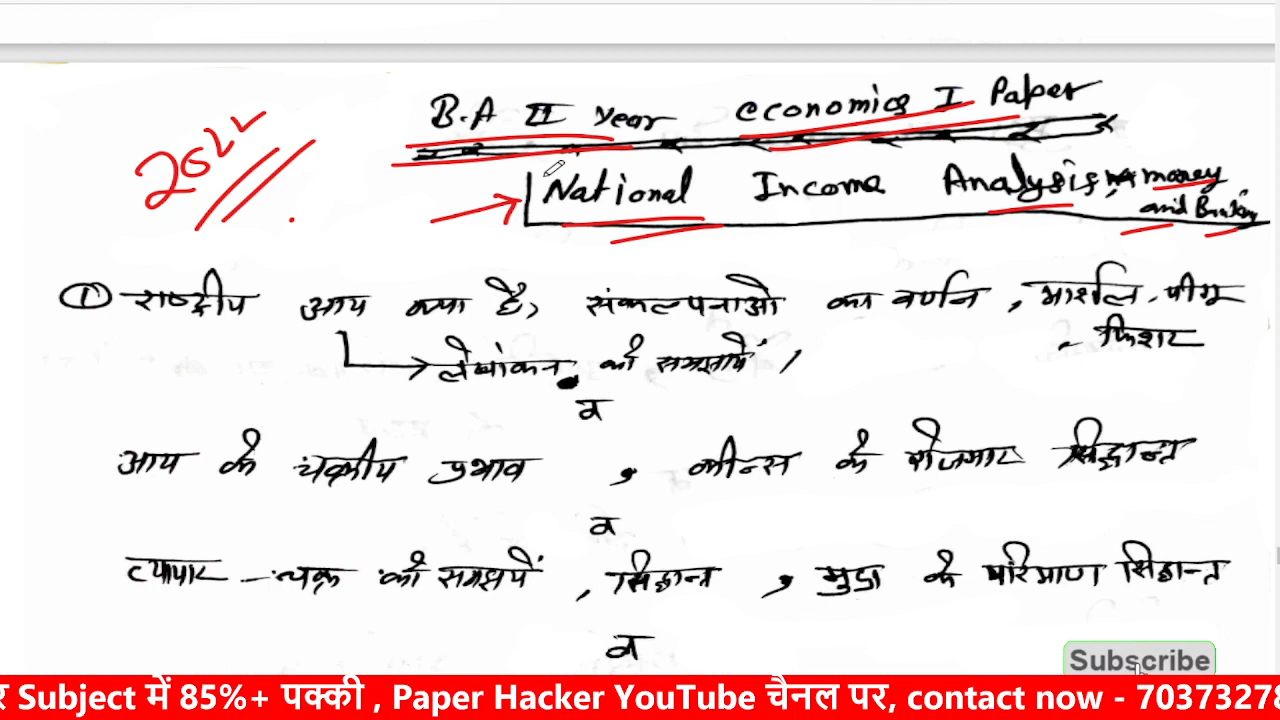 2022
B.A II Year economics I Paper
National Income Analysis, money
and Banking
① राष्ट्रीय आय क्या है, संकल्पनाओ का वर्णन, मार्शल - पीगू
- फिशर
लेखांकन की समस्यायें,
व
आय के चक्रीय प्रभाव, कीन्स के रोजगार सिद्धान्त
व
व्यापार - चक्र की समस्यें, सिद्धान्त, मुद्रा के परिमाण सिद्धान्त
व
Subscribe
र Subject में 85%+ पक्की , Paper Hacker YouTube चैनल पर, contact now - 70373278